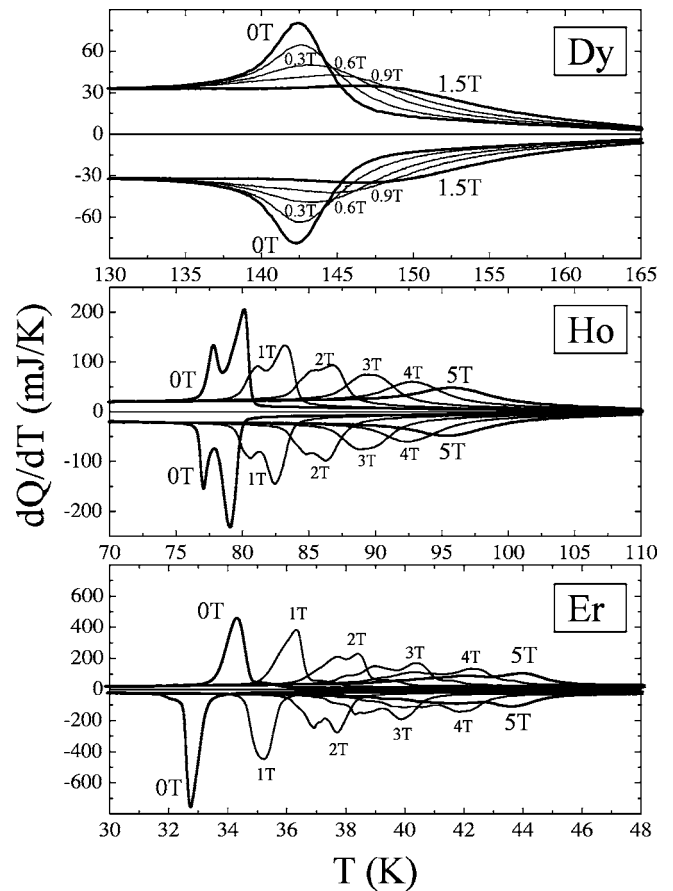 60
30
0
-30
-60
0T
0.3T
0.6T
0.9T
1.5T
Dy
0T
0.3T
0.6T
0.9T
1.5T
130 135 140 145 150 155 160 165
200
100
0
-100
-200
0T
1T
2T
3T
4T
5T
Ho
0T
1T
2T
3T
4T
5T
70 75 80 85 90 95 100 105 110
600
400
200
0
-200
-400
-600
0T
1T
2T
3T
4T
5T
Er
0T
1T
2T
3T
4T
5T
30 32 34 36 38 40 42 44 46 48
dQ/dT (mJ/K)
T (K)